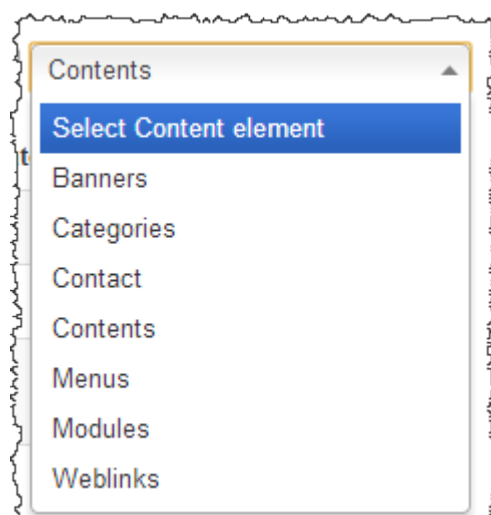 Contents
Select Content element
Banners
Categories
Contact
Contents
Menus
Modules
Weblinks